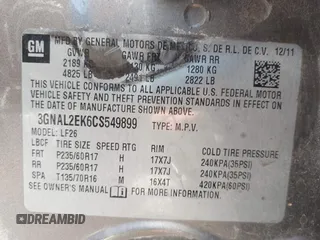 GM
MFD BY GENERAL MOTORS DE MEXICO, S. DE R.L. DE C.V. 12/11
GVWR GAWR FRT GAWR RR
2189 KG KG 1280 KG
4825 LB LB 2822 LB
THIS VEHICLE CONFORMS TO ALL APPLICABLE U.S. FEDERAL MOTOR
VEHICLE SAFETY AND THEFT PREVENTION STANDARDS IN EFFECT
ON THE DATE OF MANUFACTURE SHOWN ABOVE.
3GNAL2EK6CS549899 TYPE: M.P.V.
MODEL: LF26
LBCF TIRE SIZE SPEED RTG RIM COLD TIRE PRESSURE
FRT P235/60R17 H 17X7J 240KPA(35PSI)
RR P235/60R17 H 17X7J 240KPA(35PSI)
SPA T135/70R16 M 16X4T 420KPA(60PSI)
SEE OWNER'S MANUAL FOR INFORMATION.
DREAMBID